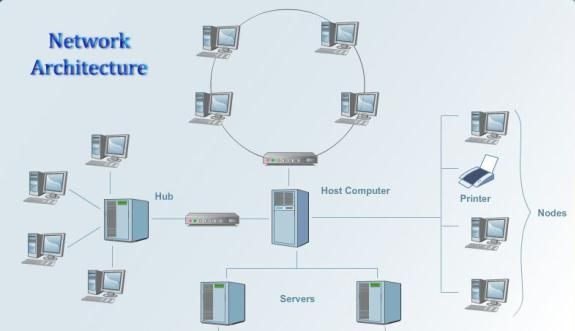 Network
Architecture
Hub
Host Computer
Printer
Nodes
Servers